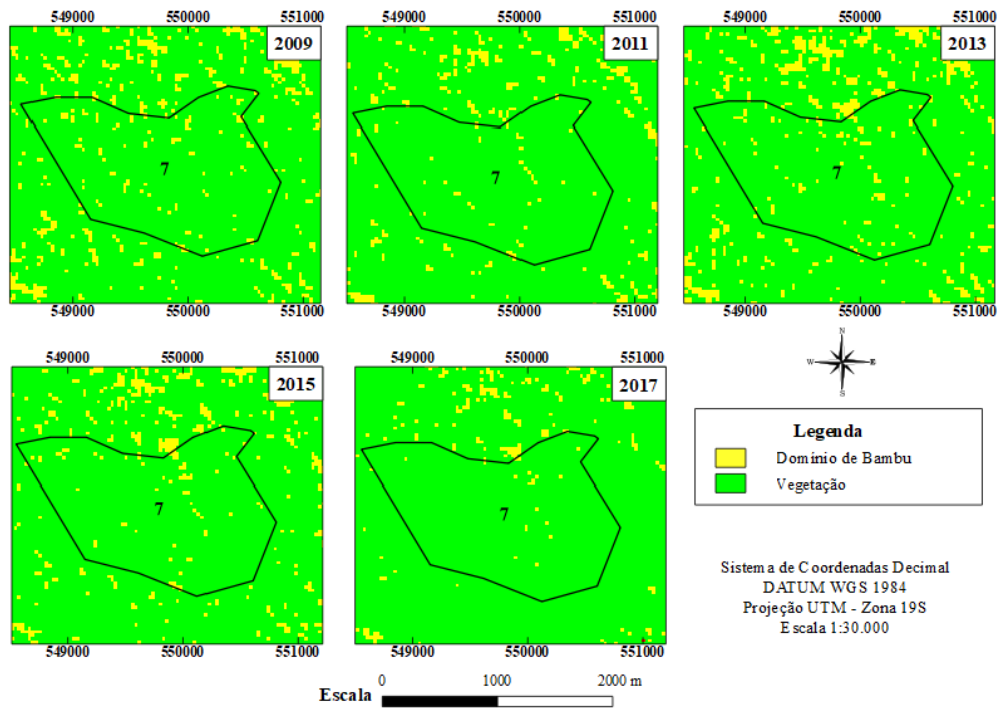 549000 550000 551000
549000 550000 551000
549000 550000 551000
2009
2011
2013
7
7
7
549000 550000 551000
549000 550000 551000
549000 550000 551000
549000 550000 551000
549000 550000 551000
2015
2017
7
7
549000 550000 551000
549000 550000 551000
N
W E
S
Legenda
Domínio de Bambu
Vegetação
Sistema de Coordenadas Decimal
DATUM WGS 1984
Projeção UTM - Zona 19S
Escala 1:30.000
0 1000 2000 m
Escala